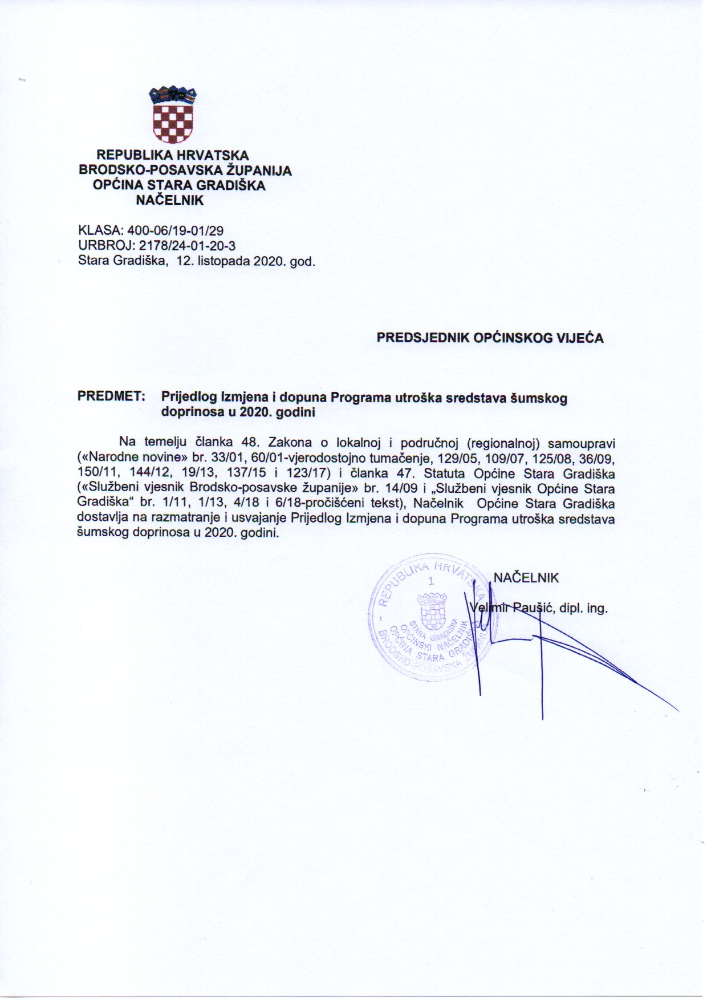 REPUBLIKA HRVATSKA
BRODSKO-POSAVSKA ŽUPANIJA
OPĆINA STARA GRADIŠKA
NAČELNIK
KLASA: 400-06/19-01/29
URBROJ: 2178/24-01-20-3
Stara Gradiška, 12. listopada 2020. god.
PREDSJEDNIK OPĆINSKOG VIJEĆA
PREDMET: Prijedlog Izmjena i dopuna Programa utroška sredstava šumskog
doprinosa u 2020. godini
Na temelju članka 48. Zakona o lokalnoj i područnoj (regionalnoj) samoupravi
(«Narodne novine» br. 33/01, 60/01-vjerodostojno tumačenje, 129/05, 109/07, 125/08, 36/09,
150/11, 144/12, 19/13, 137/15 i 123/17) i članka 47. Statuta Općine Stara Gradiška
(«Službeni vjesnik Brodsko-posavske županije» br. 14/09 i „Službeni vjesnik Općine Stara
Gradiška“ br. 1/11, 1/13, 4/18 i 6/18-pročišćeni tekst), Načelnik Općine Stara Gradiška
dostavlja na razmatranje i usvajanje Prijedlog Izmjena i dopuna Programa utroška sredstava
šumskog doprinosa u 2020. godini.
NAČELNIK
Velimir Paušić, dipl. ing.
REPUBLIKA HRVATSKA
1
STARA GRADIŠKA
OPĆINSKI NAČELNIK
OPĆINA STARA GRADIŠKA
BRODSKO-POSAVSKA ŽUPANIJA